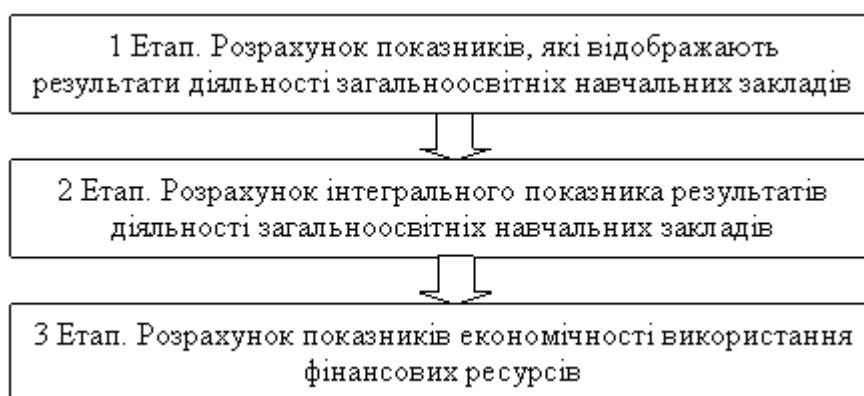 1 Етап. Розрахунок показників, які відображають
результати діяльності загальноосвітніх навчальних закладів
2 Етап. Розрахунок інтегрального показника результатів
діяльності загальноосвітніх навчальних закладів
3 Етап. Розрахунок показників економічності використання
фінансових ресурсів